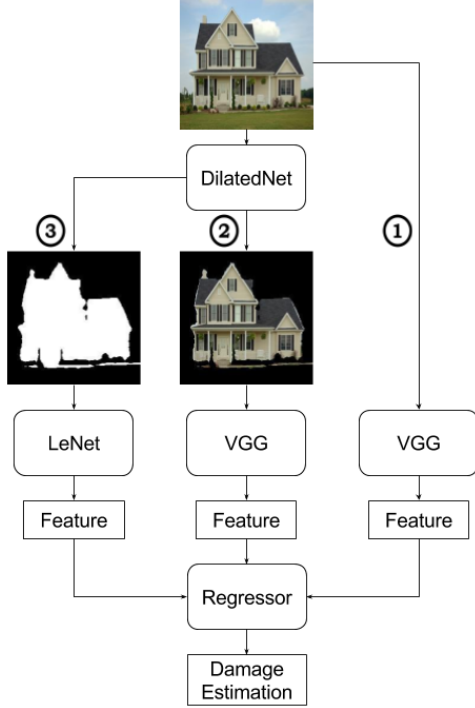 DilatedNet
3
2
1
LeNet
VGG
VGG
Feature
Feature
Feature
Regressor
Damage
Estimation